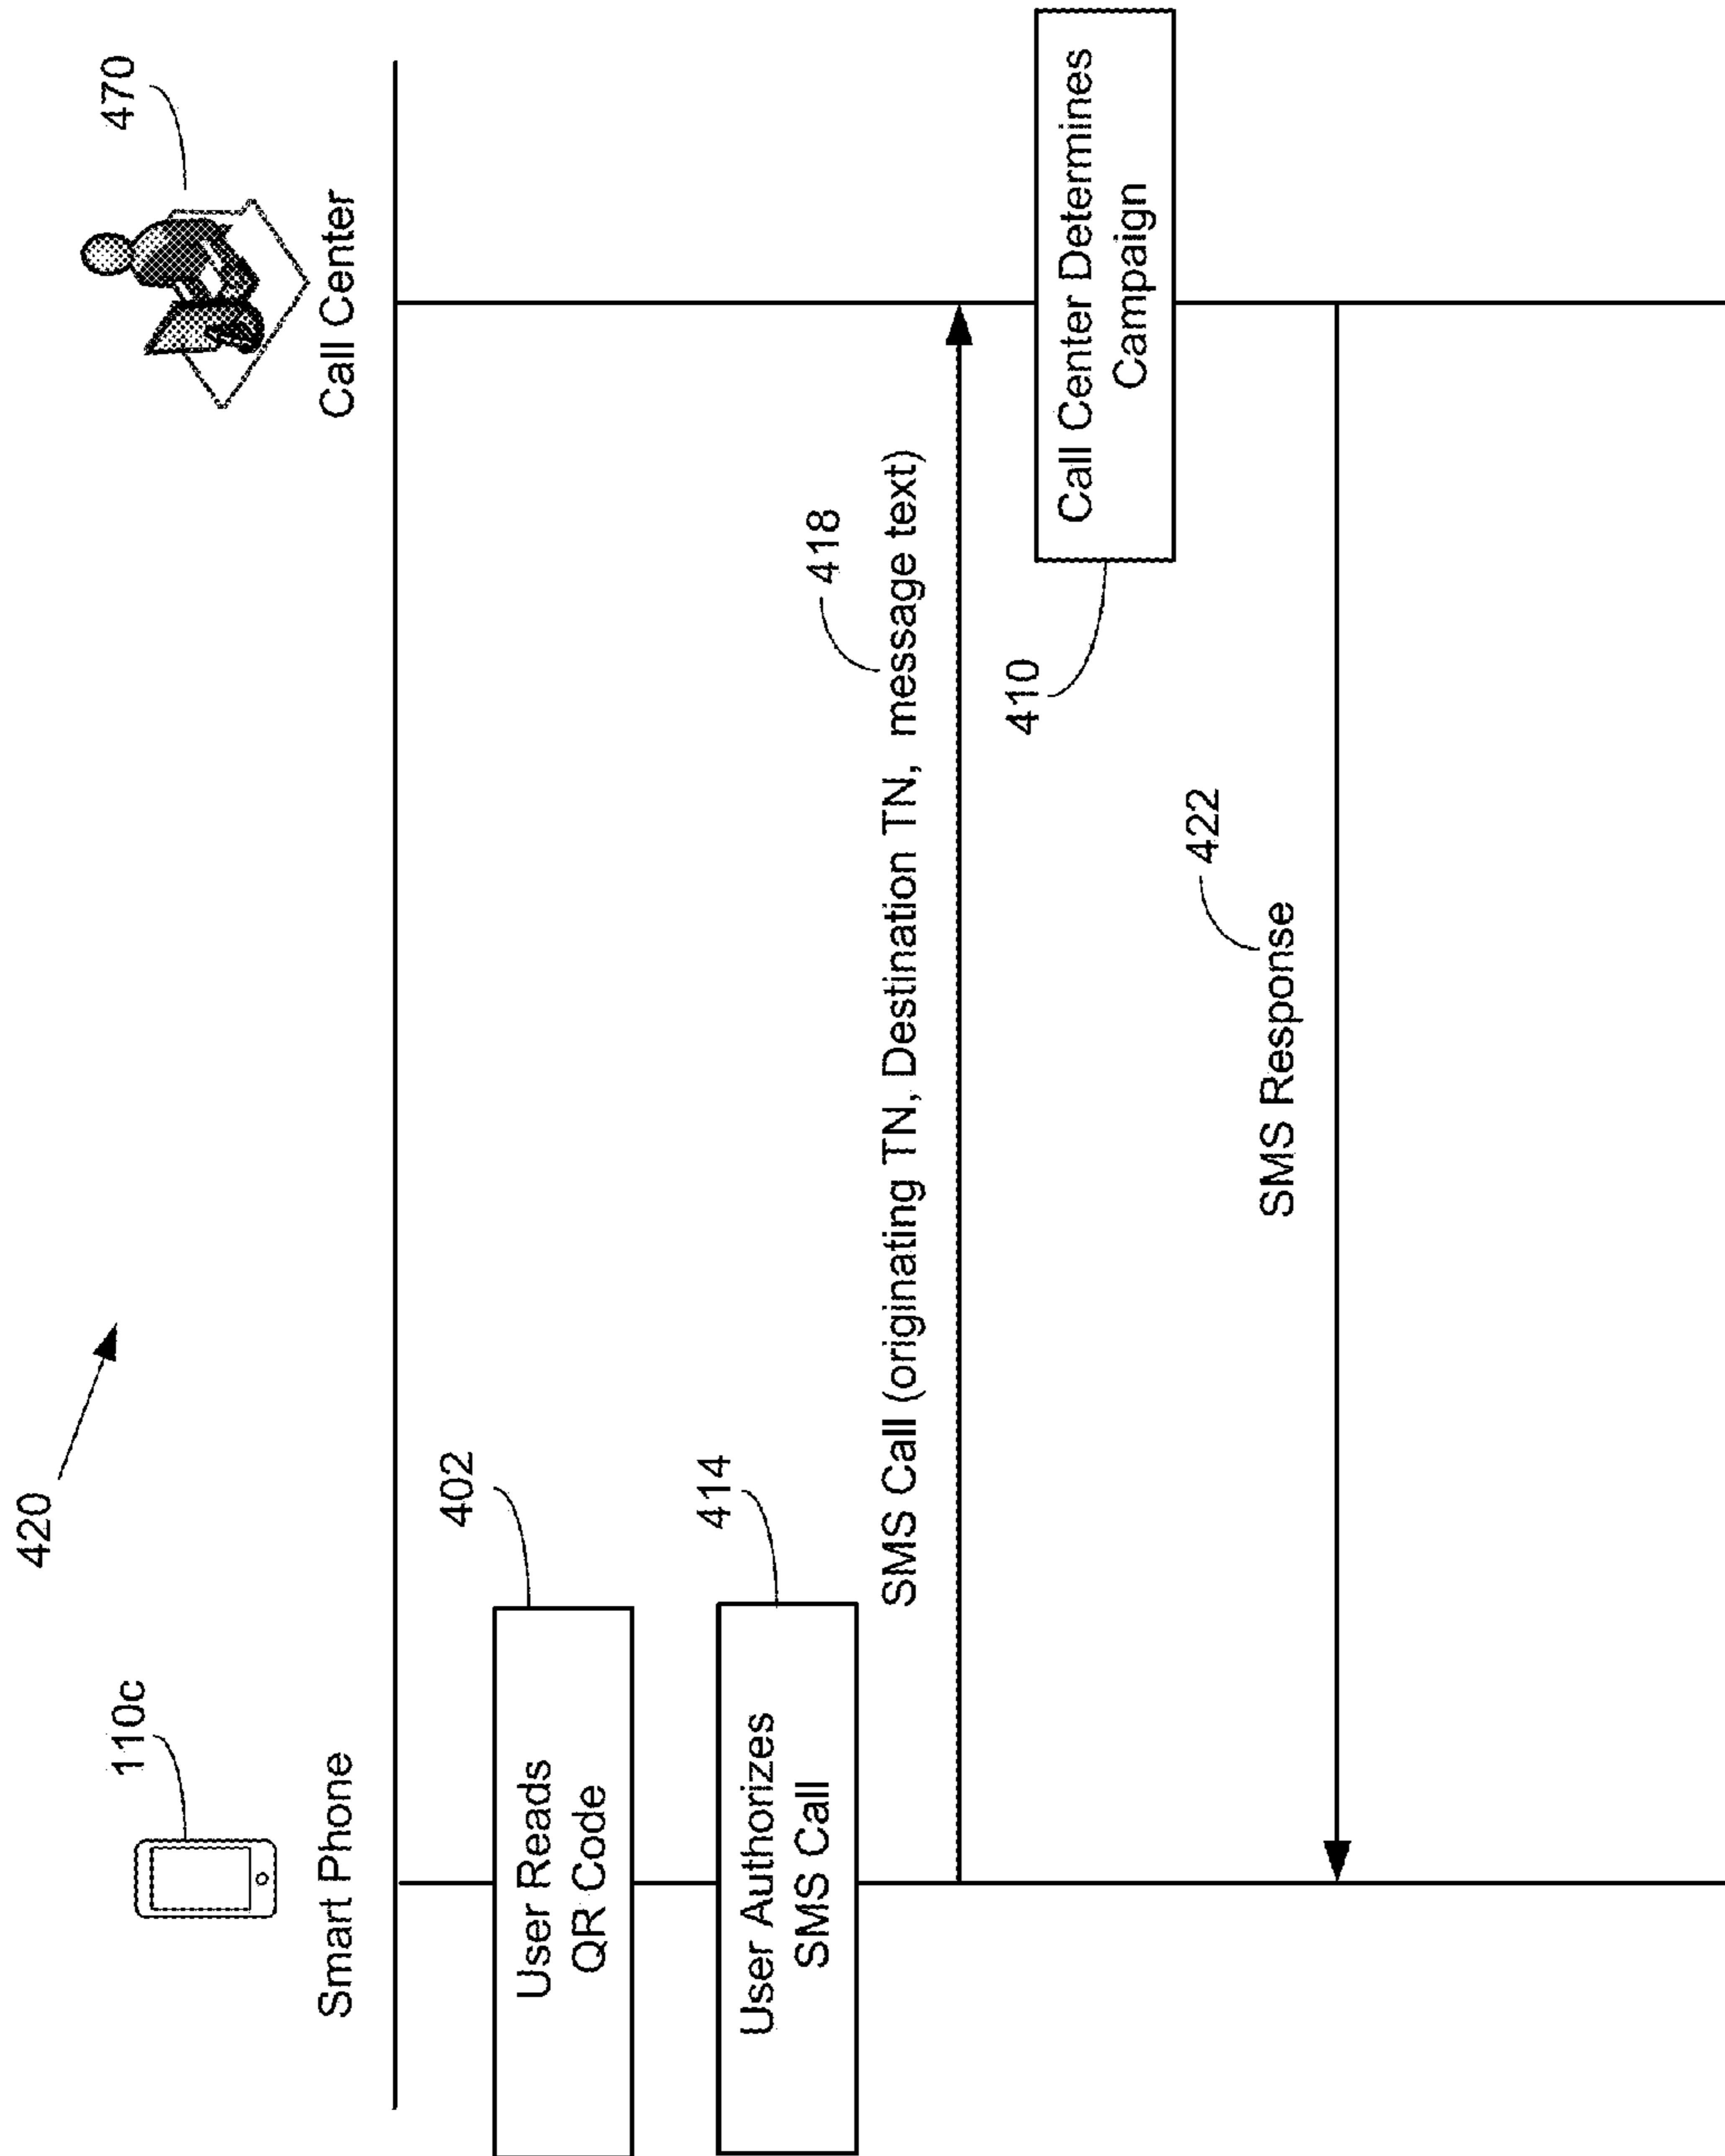 420
110c
470
Smart Phone
Call Center
402
User Reads
QR Code
414
User Authorizes
SMS Call
418
SMS Call (originating TN, Destination TN, message text)
410
Call Center Determines
Campaign
422
SMS Response